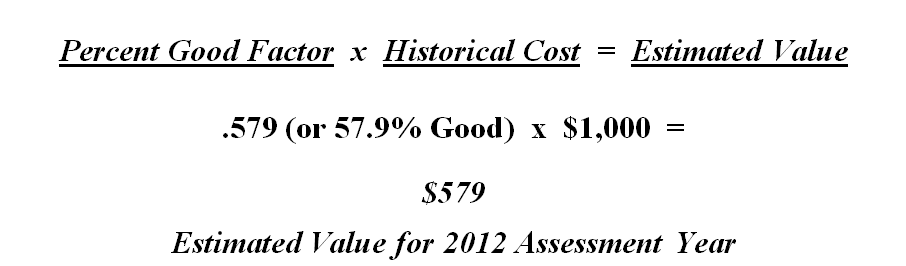 Percent Good Factor x Historical Cost = Estimated Value
.579 (or 57.9% Good) x $1,000 =
$579
Estimated Value for 2012 Assessment Year